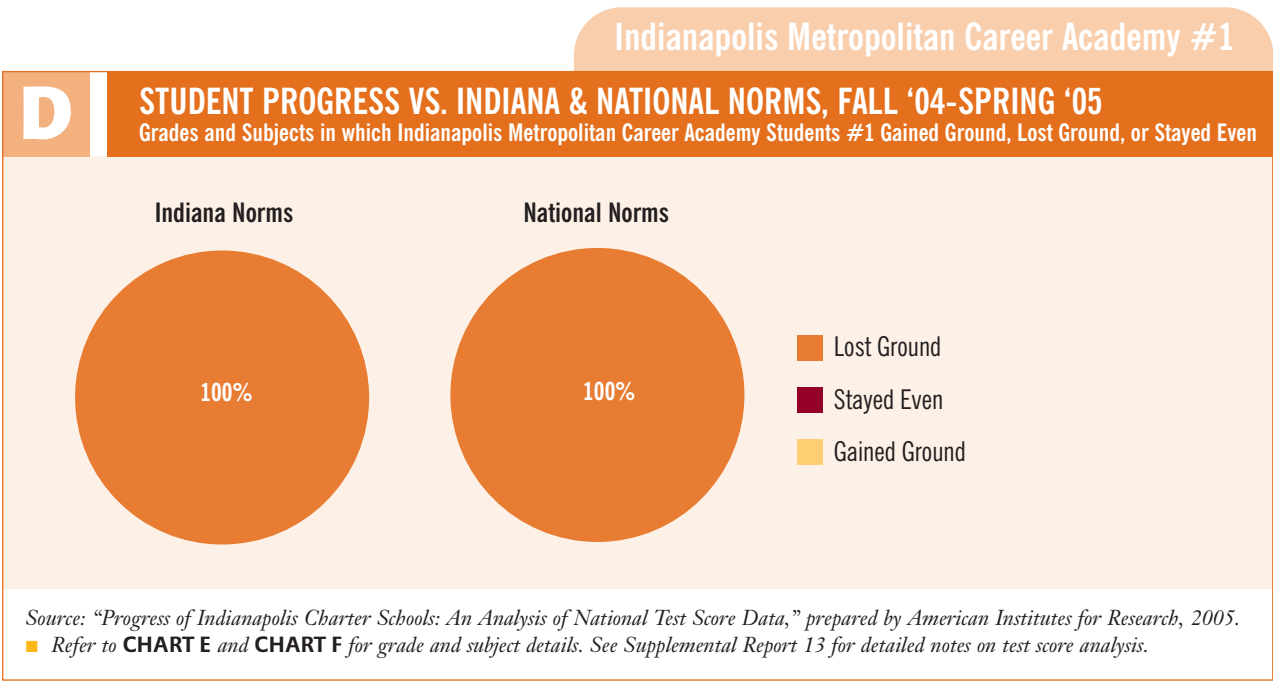 Indianapolis Metropolitan Career Academy #1
D
STUDENT PROGRESS VS. INDIANA & NATIONAL NORMS, FALL ‘04-SPRING ‘05
Grades and Subjects in which Indianapolis Metropolitan Career Academy Students #1 Gained Ground, Lost Ground, or Stayed Even
Indiana Norms
National Norms
100%
100%
Lost Ground
Stayed Even
Gained Ground
Source: “Progress of Indianapolis Charter Schools: An Analysis of National Test Score Data,” prepared by American Institutes for Research, 2005.
■ Refer to CHART E and CHART F for grade and subject details. See Supplemental Report 13 for detailed notes on test score analysis.